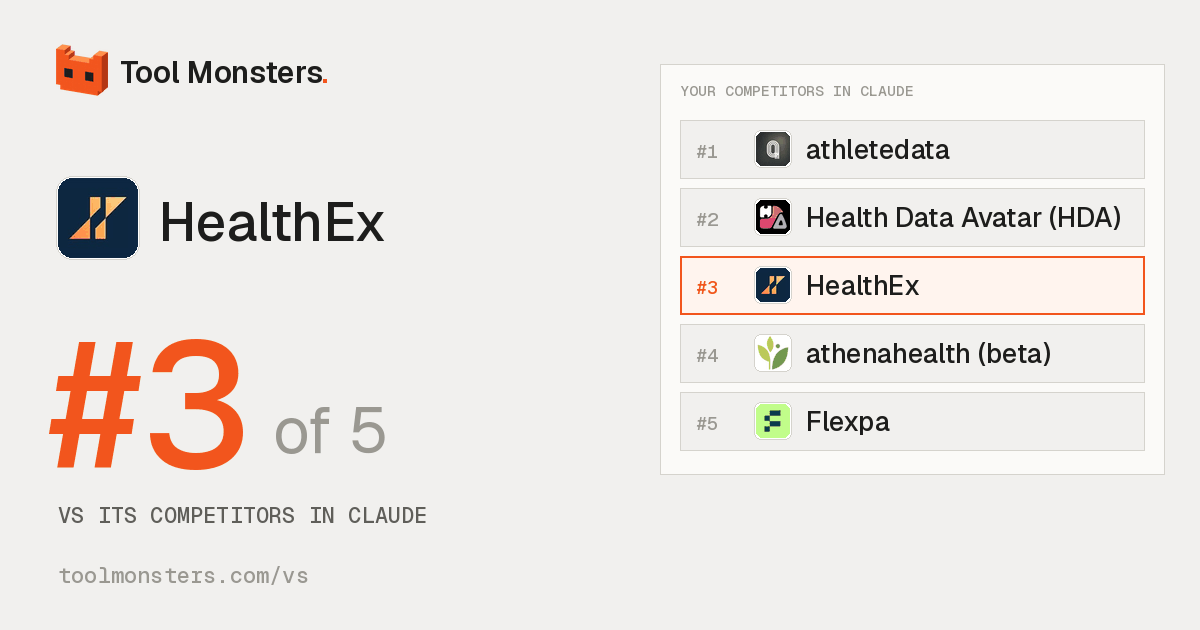 Tool Monsters.
HealthEx
#3 of 5
VS ITS COMPETITORS IN CLAUDE
toolmonsters.com/vs
YOUR COMPETITORS IN CLAUDE
#1 athletedata
#2 Health Data Avatar (HDA)
#3 HealthEx
#4 athenahealth (beta)
#5 Flexpa